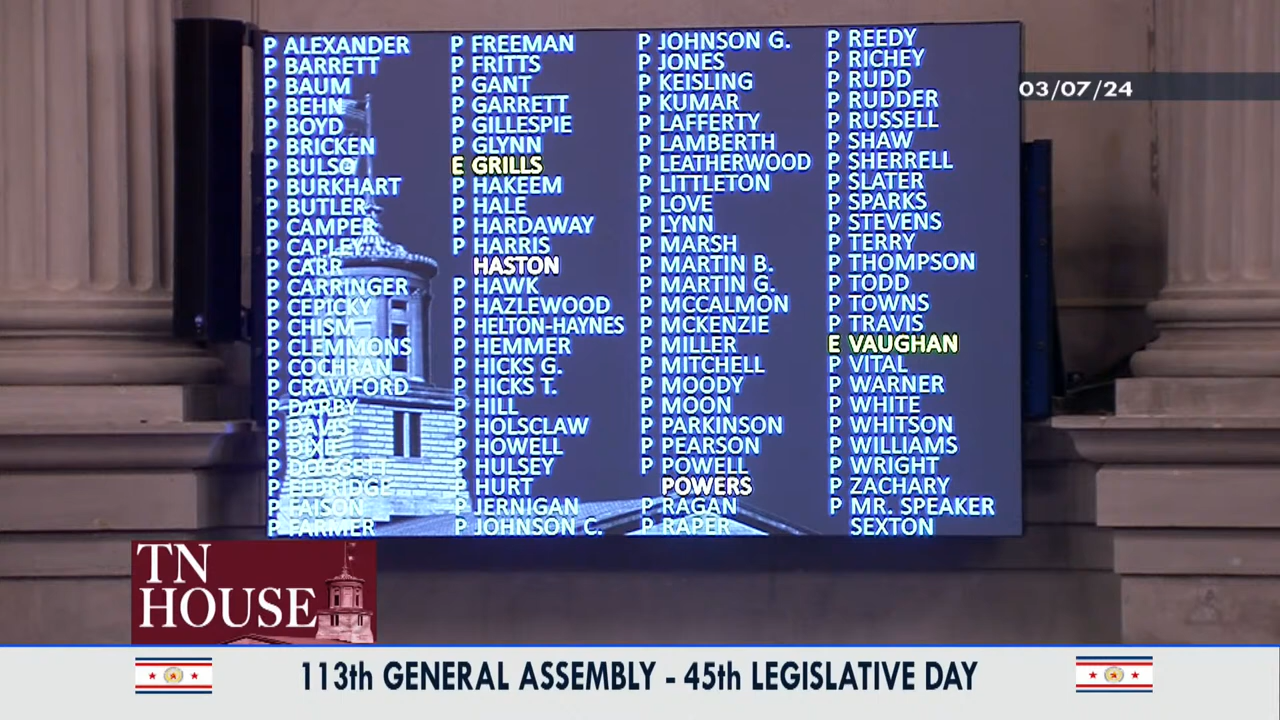 P ALEXANDER
P BARRETT
P BAUM
P BEHN
P BOYD
P BRICKEN
P BULSO
P BURKHART
P BUTLER
P CAMPER
P CAPLEY
P CARR
P CARRINGER
P CEPICKY
P CHISM
P CLEMMONS
P COCHRAN
P CRAWFORD
P DARBY
P DAVIS
P DIXIE
P DOGGETT
P ELDRIDGE
P FAISON
P FARMER
P FREEMAN
P FRITTS
P GANT
P GARRETT
P GILLESPIE
P GLYNN
E GRILLS
P HAKEEM
P HALE
P HARDAWAY
P HARRIS
HASTON
P HAWK
P HAZLEWOOD
P HELTON-HAYNES
P HEMMER
P HICKS G.
P HICKS T.
P HILL
P HOLSCLAW
P HOWELL
P HULSEY
P HURT
P JERNIGAN
P JOHNSON C.
P JOHNSON G.
P JONES
P KEISLING
P KUMAR
P LAFFERTY
P LAMBERTH
P LEATHERWOOD
P LITTLETON
P LOVE
P LYNN
P MARSH
P MARTIN B.
P MARTIN G.
P MCCALMON
P MCKENZIE
P MILLER
P MITCHELL
P MOODY
P MOON
P PARKINSON
P PEARSON
P POWELL
POWERS
P RAGAN
P RAPER
P REEDY
P RICHEY
P RUDD
P RUDDER
P RUSSELL
P SHAW
P SHERRELL
P SLATER
P SPARKS
P STEVENS
P TERRY
P THOMPSON
P TODD
P TOWNS
P TRAVIS
E VAUGHAN
P VITAL
P WARNER
P WHITE
P WHITSON
P WILLIAMS
P WRIGHT
P ZACHARY
P MR. SPEAKER
SEXTON
03/07/24
TN
HOUSE
113th GENERAL ASSEMBLY - 45th LEGISLATIVE DAY